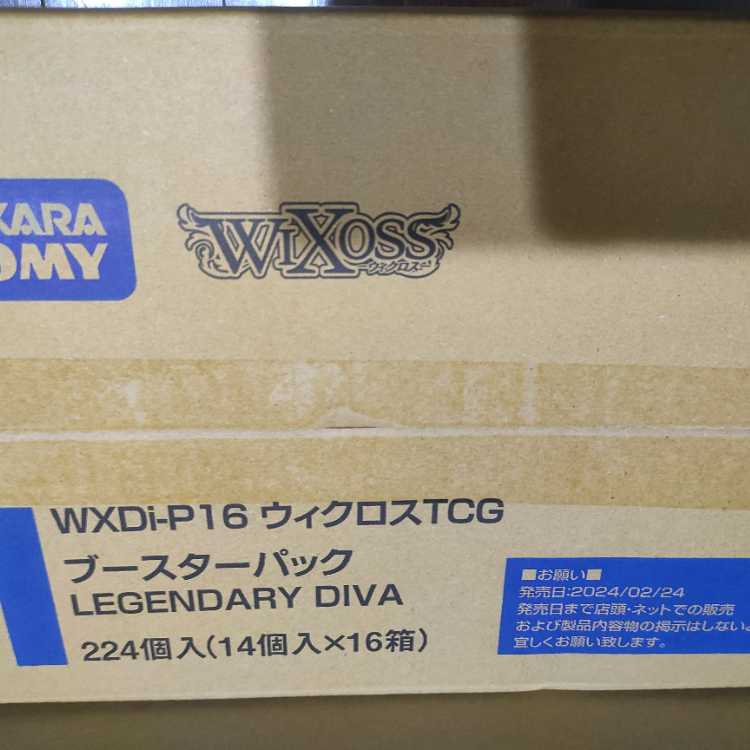 KARA
OMY
WIXOSS
ウィクロス
WXDi-P16 ウィクロスTCG
ブースターパック
LEGENDARY DIVA
224個入(14個入×16箱)
■お願い■
発売日:2024/02/24
発売日まで店頭・ネットでの販売
および製品内容物の掲示はしない
宜しくお願い致します。